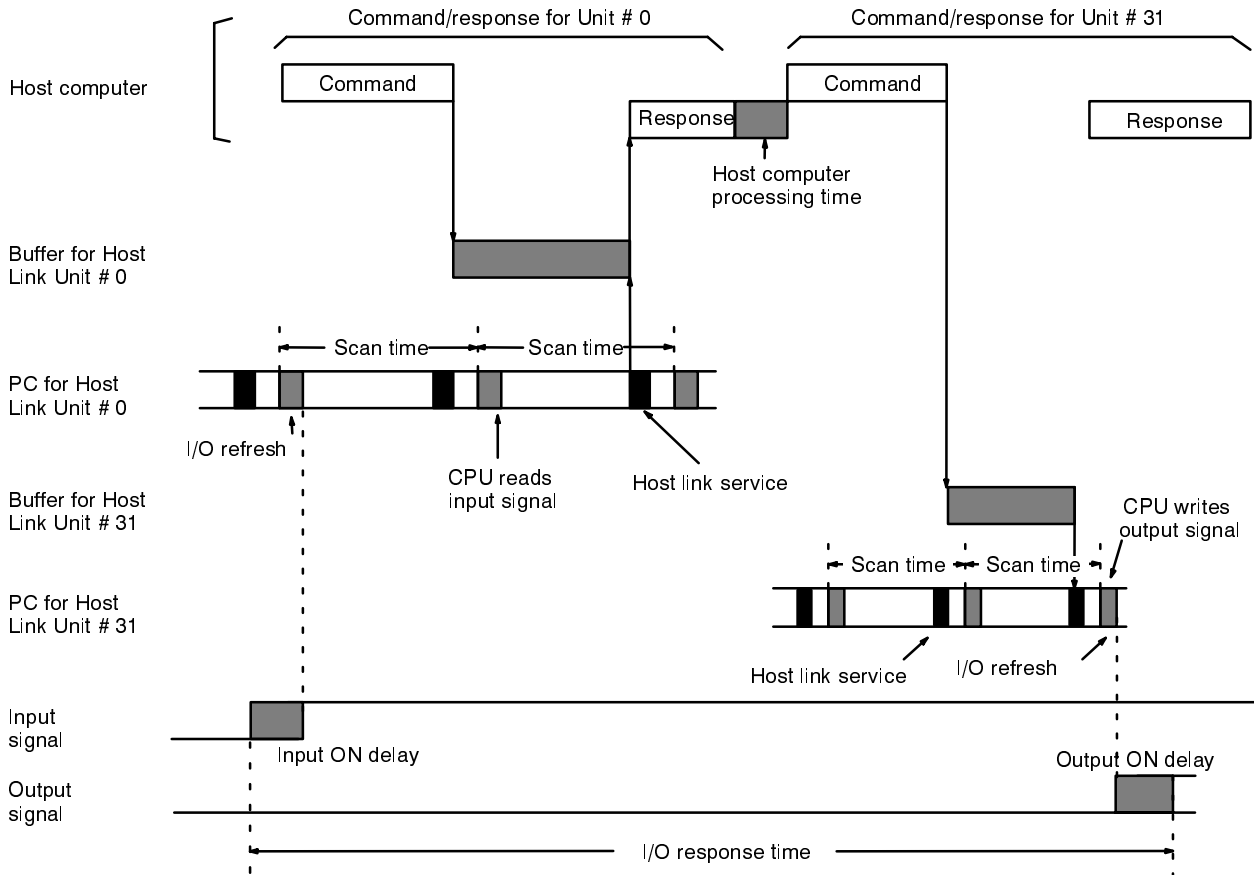 Command/response for Unit # 0
Command/response for Unit # 31
Host computer
Command
Command
Response
Response
Host computer
processing time
Buffer for Host
Link Unit # 0
Scan time
Scan time
PC for Host
Link Unit # 0
I/O refresh
CPU reads
input signal
Host link service
Buffer for Host
Link Unit # 31
CPU writes
output signal
Scan time
Scan time
PC for Host
Link Unit # 31
Host link service
I/O refresh
Input
signal
Input ON delay
Output ON delay
Output
signal
I/O response time